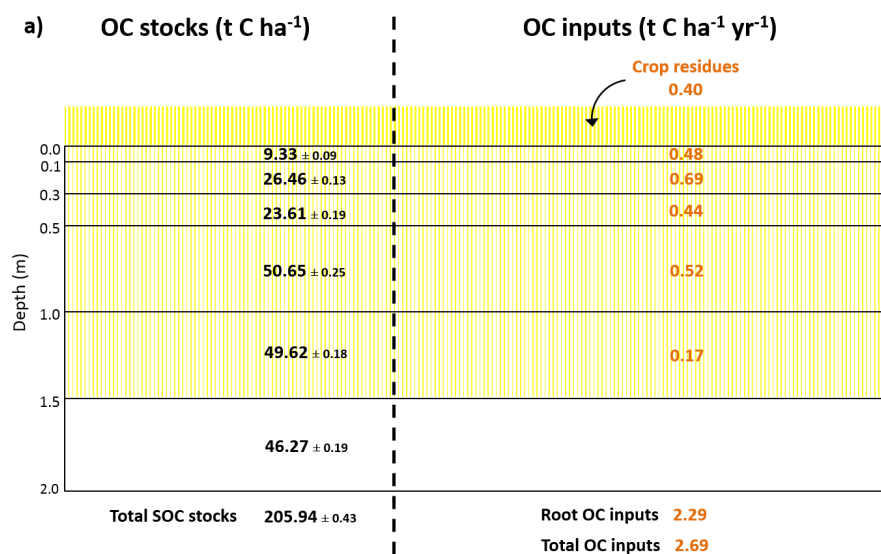 a) OC stocks (t C ha⁻¹) OC inputs (t C ha⁻¹ yr⁻¹)
Crop residues
0.40
0.0
9.33 ± 0.09 0.48
0.1
26.46 ± 0.13 0.69
0.3
23.61 ± 0.19 0.44
0.5
50.65 ± 0.25 0.52
Depth (m)
1.0
49.62 ± 0.18 0.17
1.5
46.27 ± 0.19
2.0
Total SOC stocks 205.94 ± 0.43 Root OC inputs 2.29
Total OC inputs 2.69